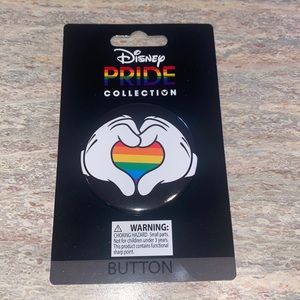 Disney
PRIDE
COLLECTION
WARNING:
CHOKING HAZARD- Small parts.
Not for children under 3 years.
This product contains functional
sharp point.
BUTTON